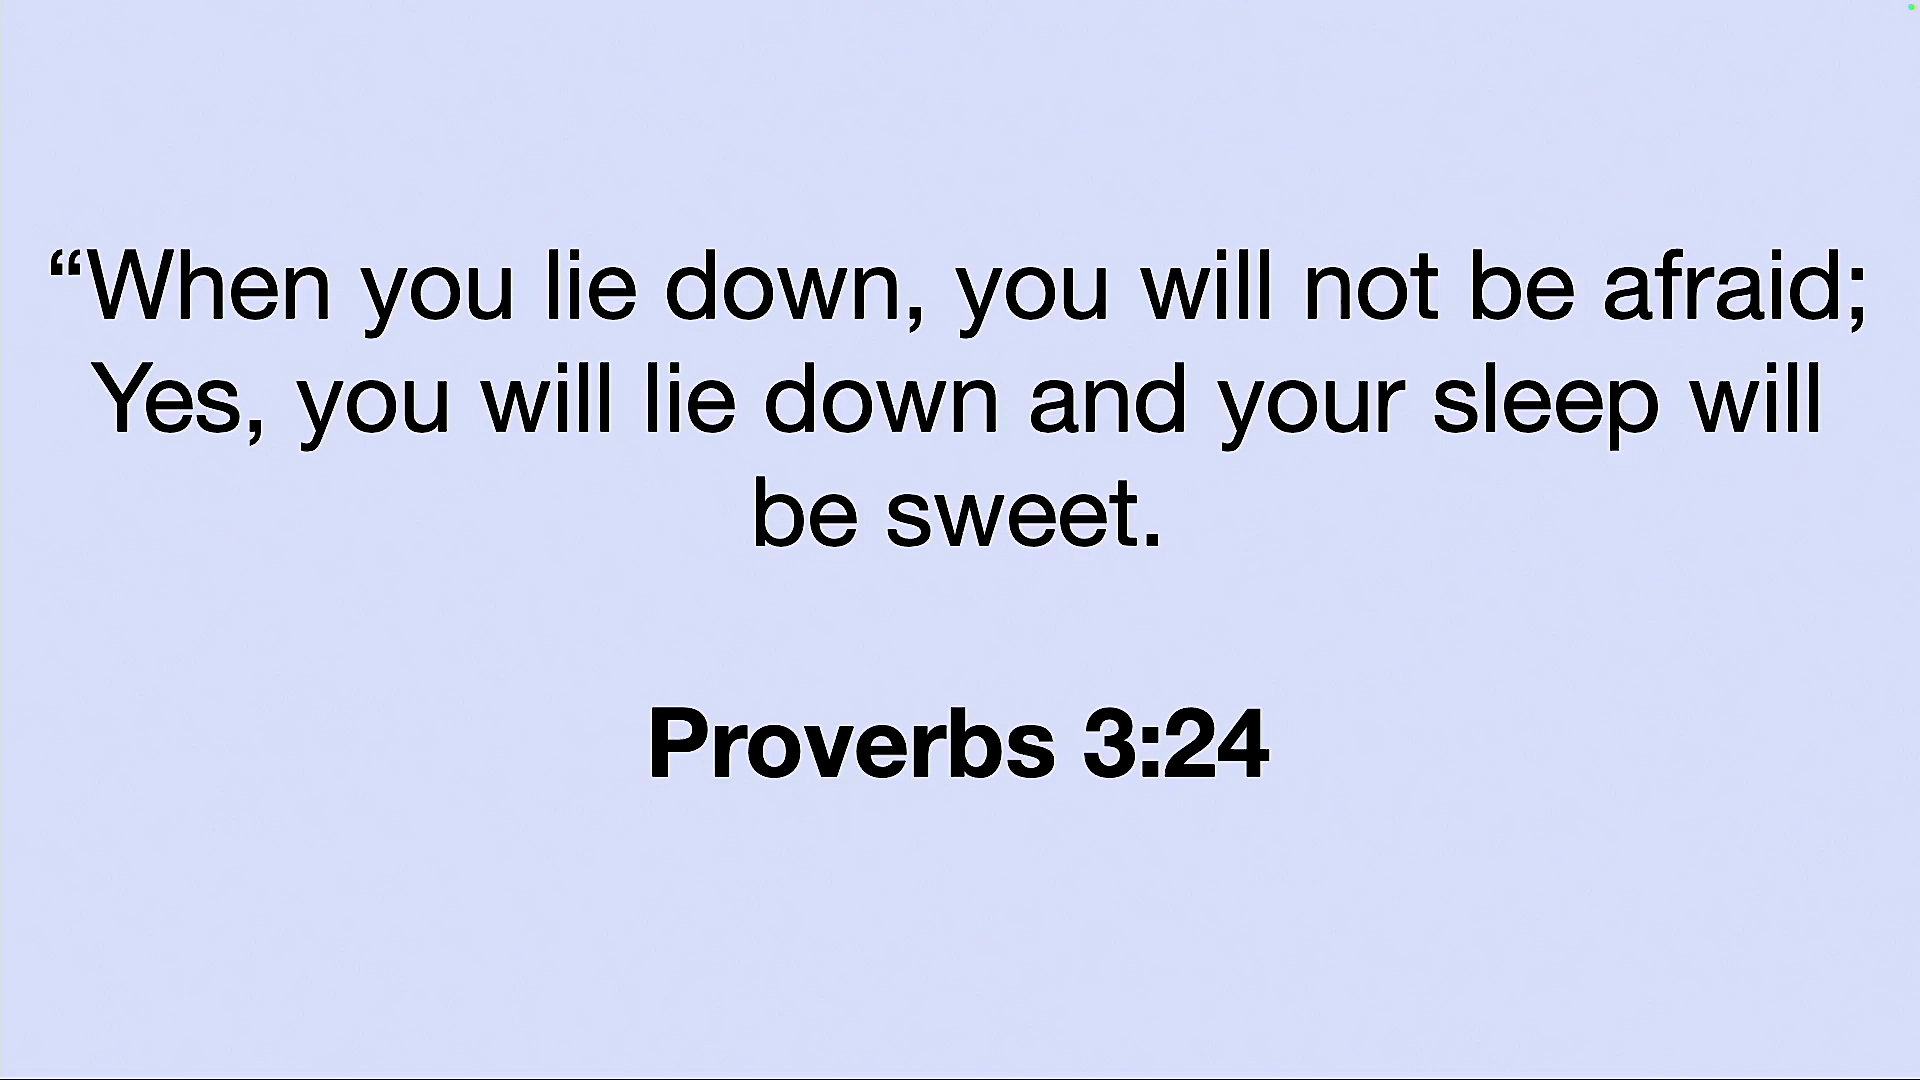 “When you lie down, you will not be afraid;
Yes, you will lie down and your sleep will
be sweet.
Proverbs 3:24